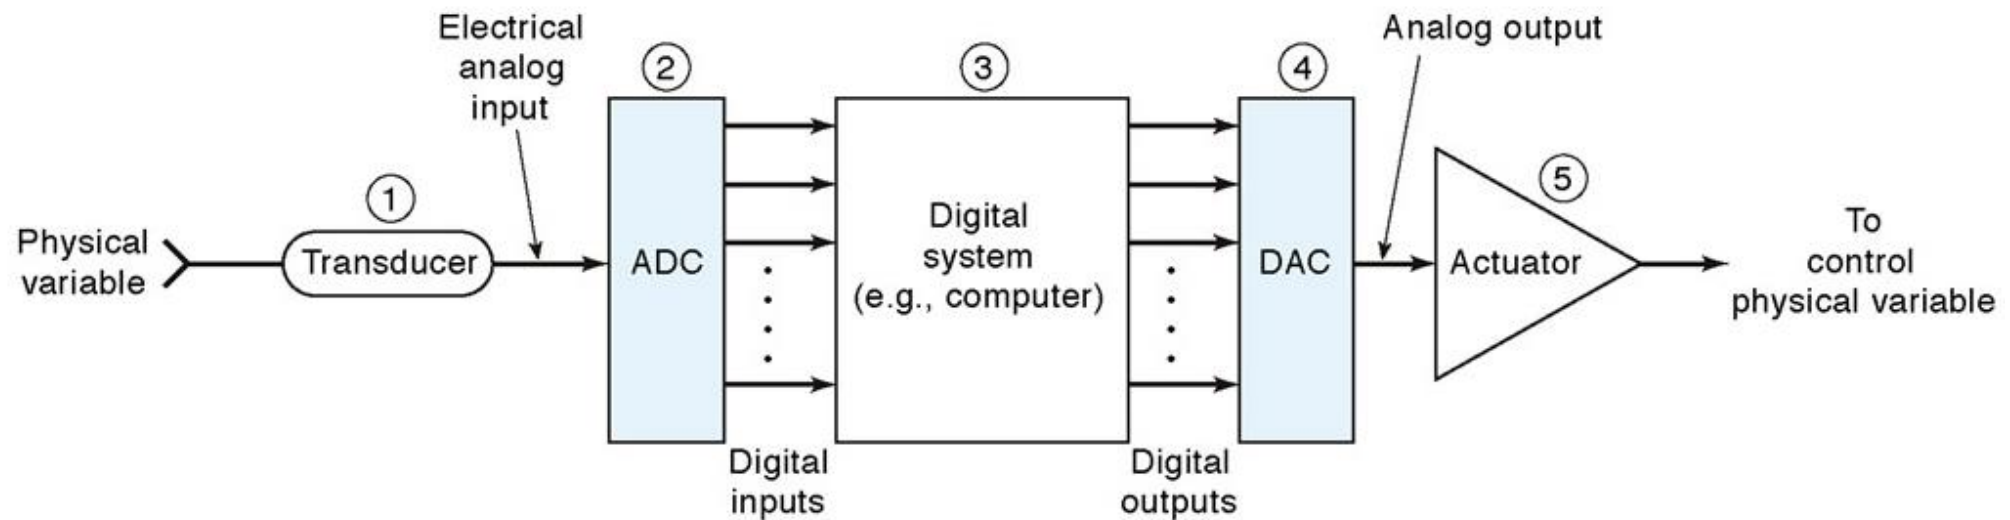 Physical
variable
1
Transducer
Electrical
analog
input
2
ADC
Digital
inputs
3
Digital
system
(e.g., computer)
Digital
outputs
4
DAC
Analog output
5
Actuator
To
control
physical variable